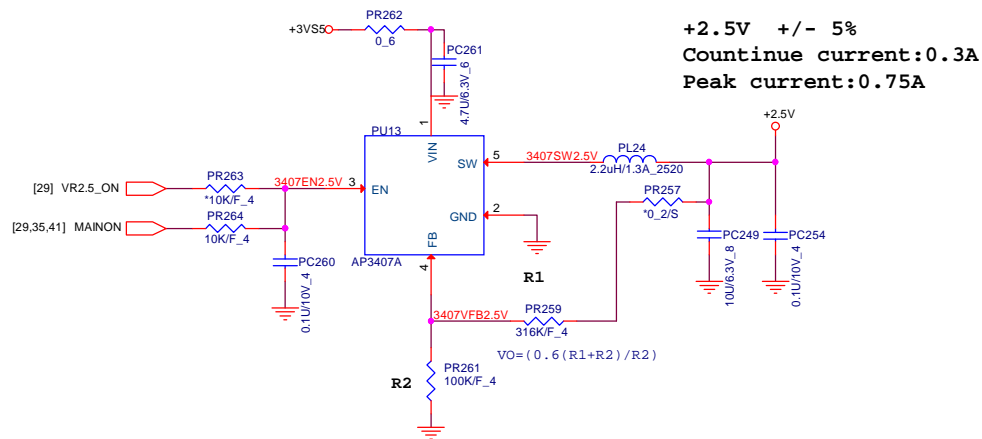 PR262
+3VS5
0_6
PC261
4.7U/6.3V_6
+2.5V +/- 5%
Countinue current:0.3A
Peak current:0.75A
+2.5V
1
PU13
VIN
SW
5
3407SW2.5V
PL24
2.2uH/1.3A_2520
[29] VR2.5_ON
PR263
*10K/F_4
3407EN2.5V
3
EN
PR257
*0_2/S
[29,35,41] MAINON
PR264
10K/F_4
GND
2
FB
PC249
10U/6.3V_8
PC254
0.1U/10V_4
PC260
0.1U/10V_4
AP3407A
4
R1
3407VFB2.5V
PR259
316K/F_4
VO=(0.6(R1+R2)/R2)
R2
PR261
100K/F_4